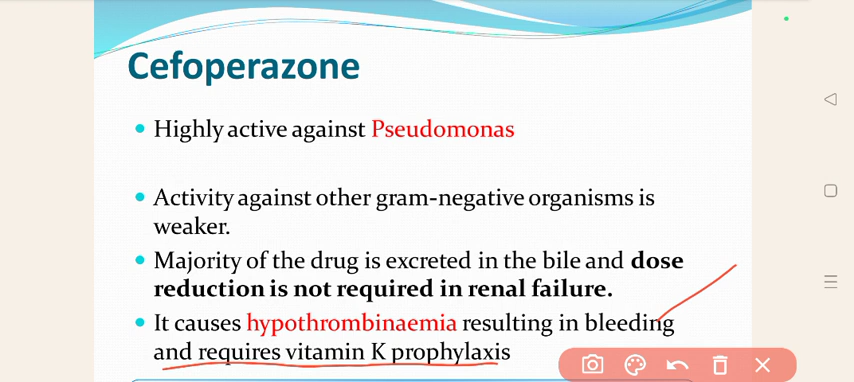 Cefoperazone
Highly active against Pseudomonas
Activity against other gram-negative organisms is
weaker.
Majority of the drug is excreted in the bile and dose
reduction is not required in renal failure.
It causes hypothrombinaemia resulting in bleeding
and requires vitamin K prophylaxis